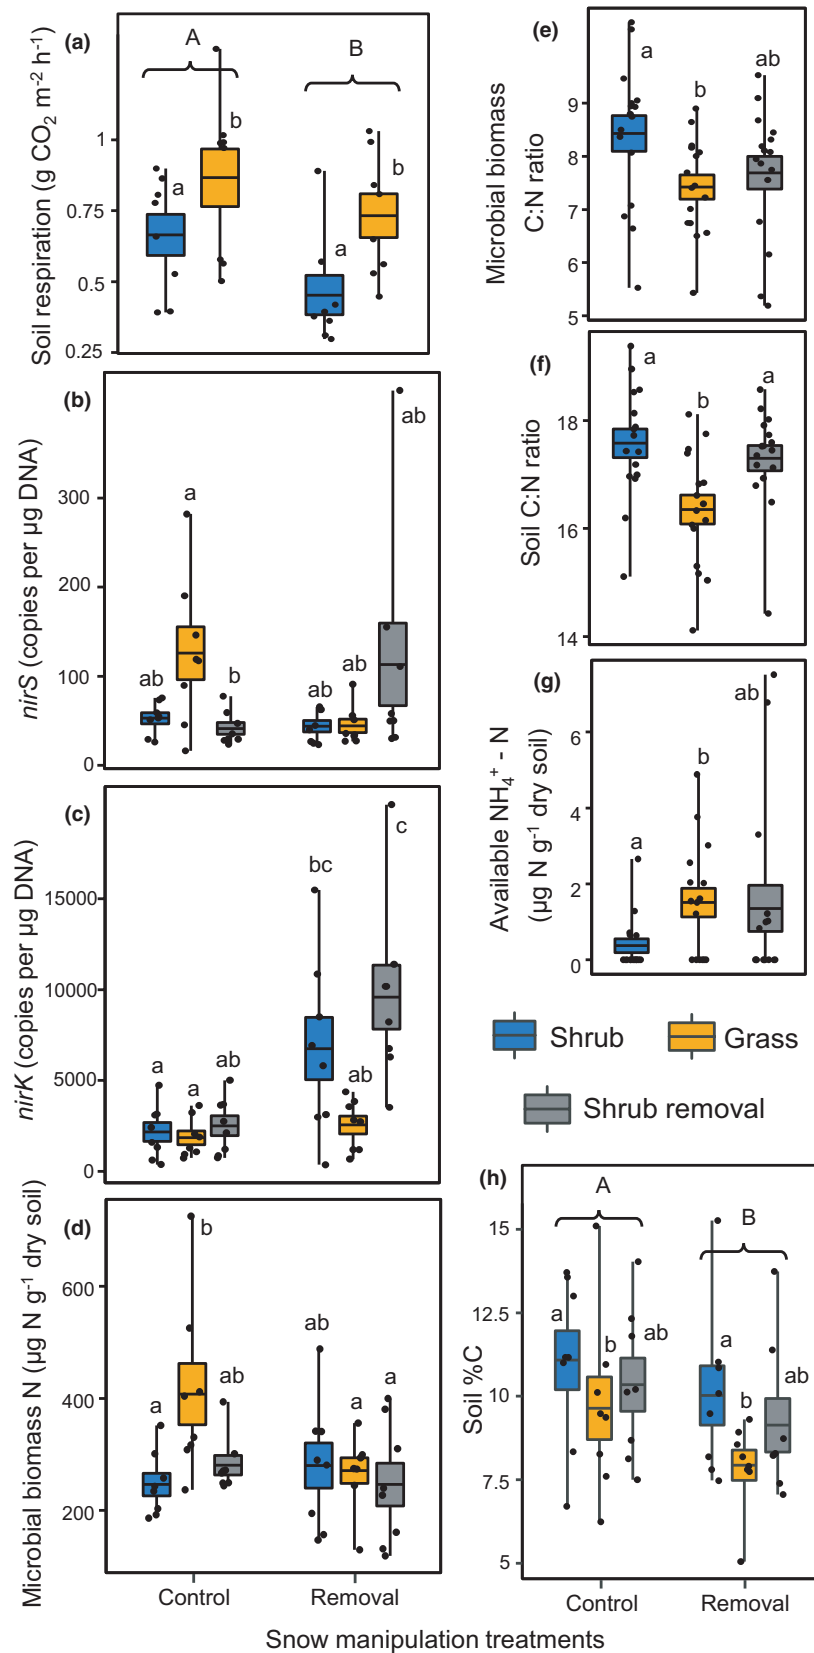 (a)
A
B
b
a
b
a
Soil respiration (g CO₂ m⁻² h⁻¹)
1
0.75
0.5
0.25
(b)
ab
a
b
ab
ab
ab
nirS (copies per µg DNA)
300
200
100
0
(c)
a
a
ab
bc
ab
c
nirK (copies per µg DNA)
15000
10000
5000
0
(d)
a
b
ab
ab
a
a
Microbial biomass N (µg N g⁻¹ dry soil)
600
400
200
Control
Removal
(e)
a
b
ab
Microbial biomass
C:N ratio
9
8
7
6
5
(f)
a
b
a
Soil C:N ratio
18
16
14
(g)
a
b
ab
Available NH₄⁺ - N
(µg N g⁻¹ dry soil)
6
4
2
0
Shrub
Grass
Shrub removal
(h)
A
B
a
b
ab
a
b
ab
Soil %C
15
12.5
10
7.5
5
Control
Removal
Snow manipulation treatments